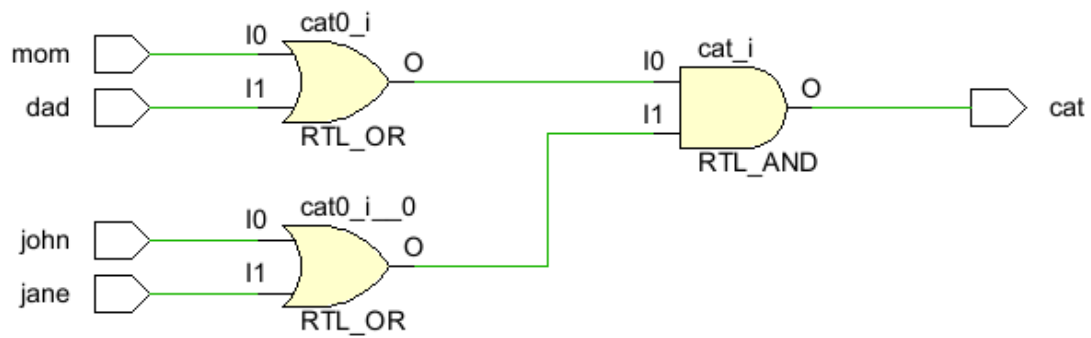 cat0_i
mom I0
O
dad I1
RTL_OR
cat_i
I0
O
I1
cat
RTL_AND
cat0_i__0
john I0
O
jane I1
RTL_OR